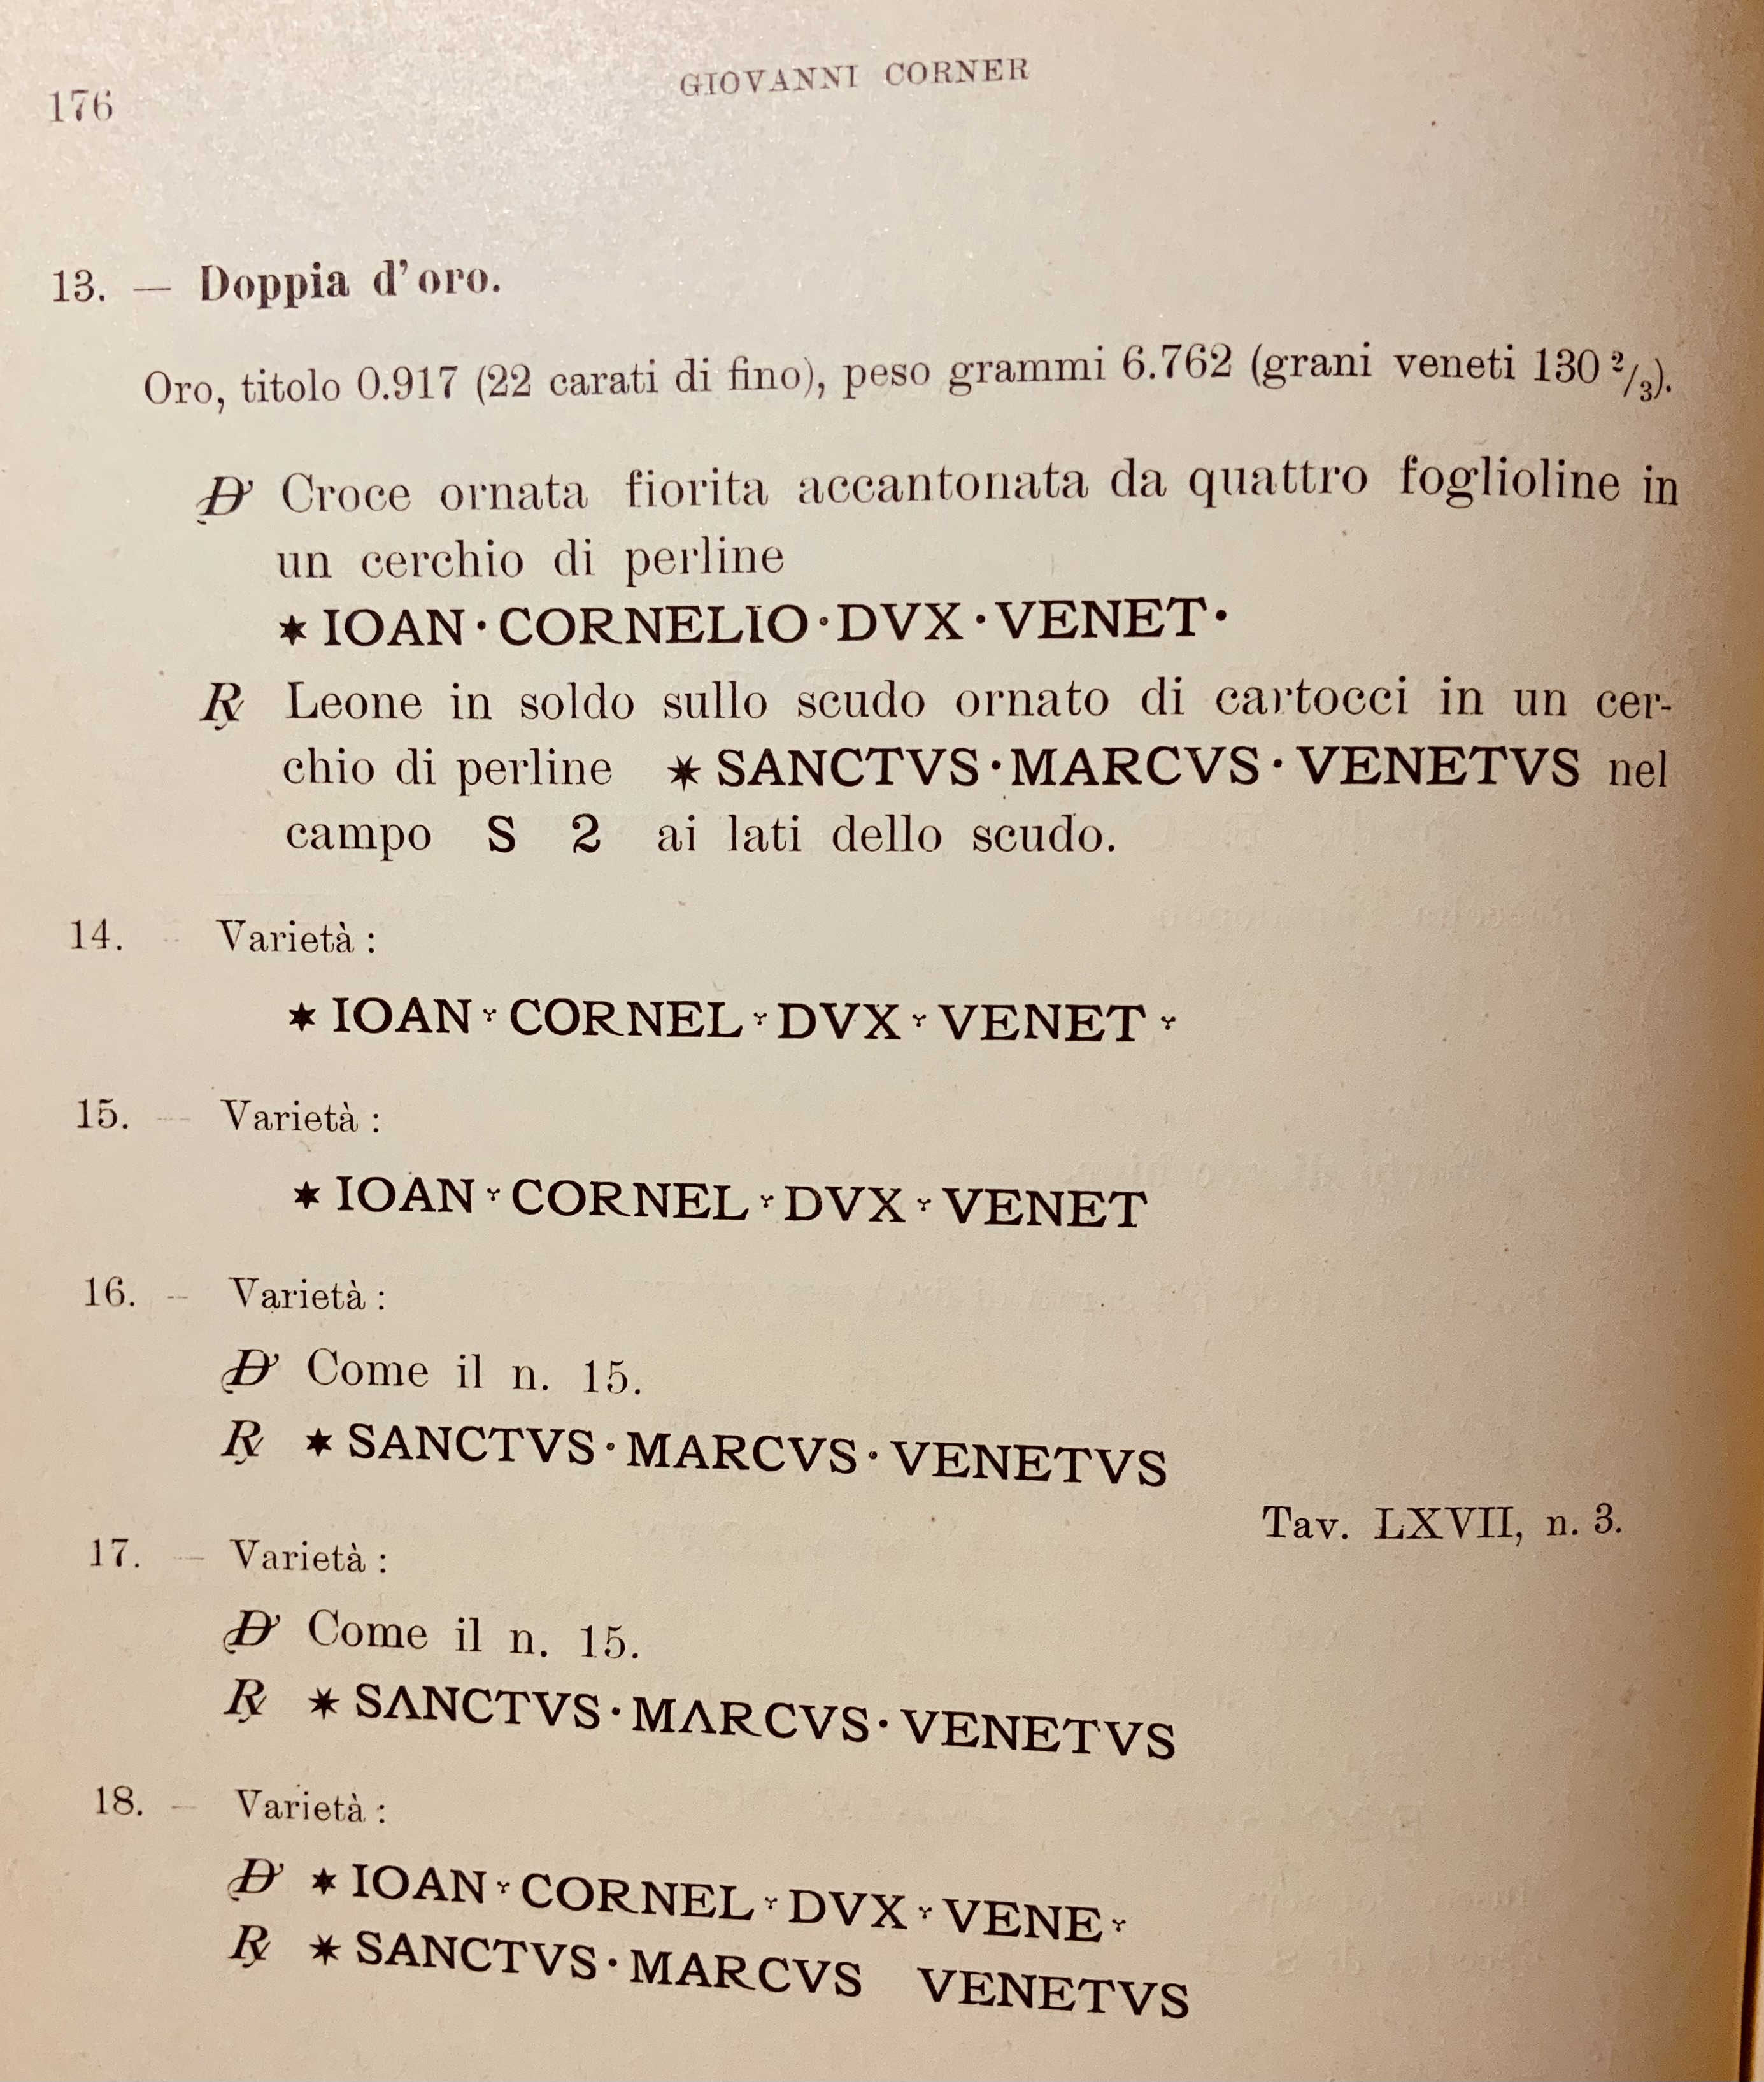 176
GIOVANNI CORNER
13. — Doppia d'oro.
Oro, titolo 0.917 (22 carati di fino), peso grammi 6.762 (grani veneti 130 2/3).
D' Croce ornata fiorita accantonata da quattro foglioline in
un cerchio di perline
✶ IOAN · CORNELIO · DVX · VENET ·
R Leone in soldo sullo scudo ornato di cartocci in un cer-
chio di perline ✶ SANCTVS · MARCVS · VENETVS nel
campo S 2 ai lati dello scudo.
14. — Varietà :
✶ IOAN ʏ CORNEL ʏ DVX ʏ VENET ʏ
15. — Varietà :
✶ IOAN ʏ CORNEL ʏ DVX ʏ VENET
16. — Varietà :
D' Come il n. 15.
R ✶ SANCTVS · MARCVS · VENETVS
Tav. LXVII, n. 3.
17. — Varietà :
D' Come il n. 15.
R ✶ SΛNCTVS · MΛRCVS · VENETVS
18. — Varietà :
D' ✶ IOAN ʏ CORNEL ʏ DVX ʏ VENE ʏ
R ✶ SANCTVS · MARCVS VENETVS